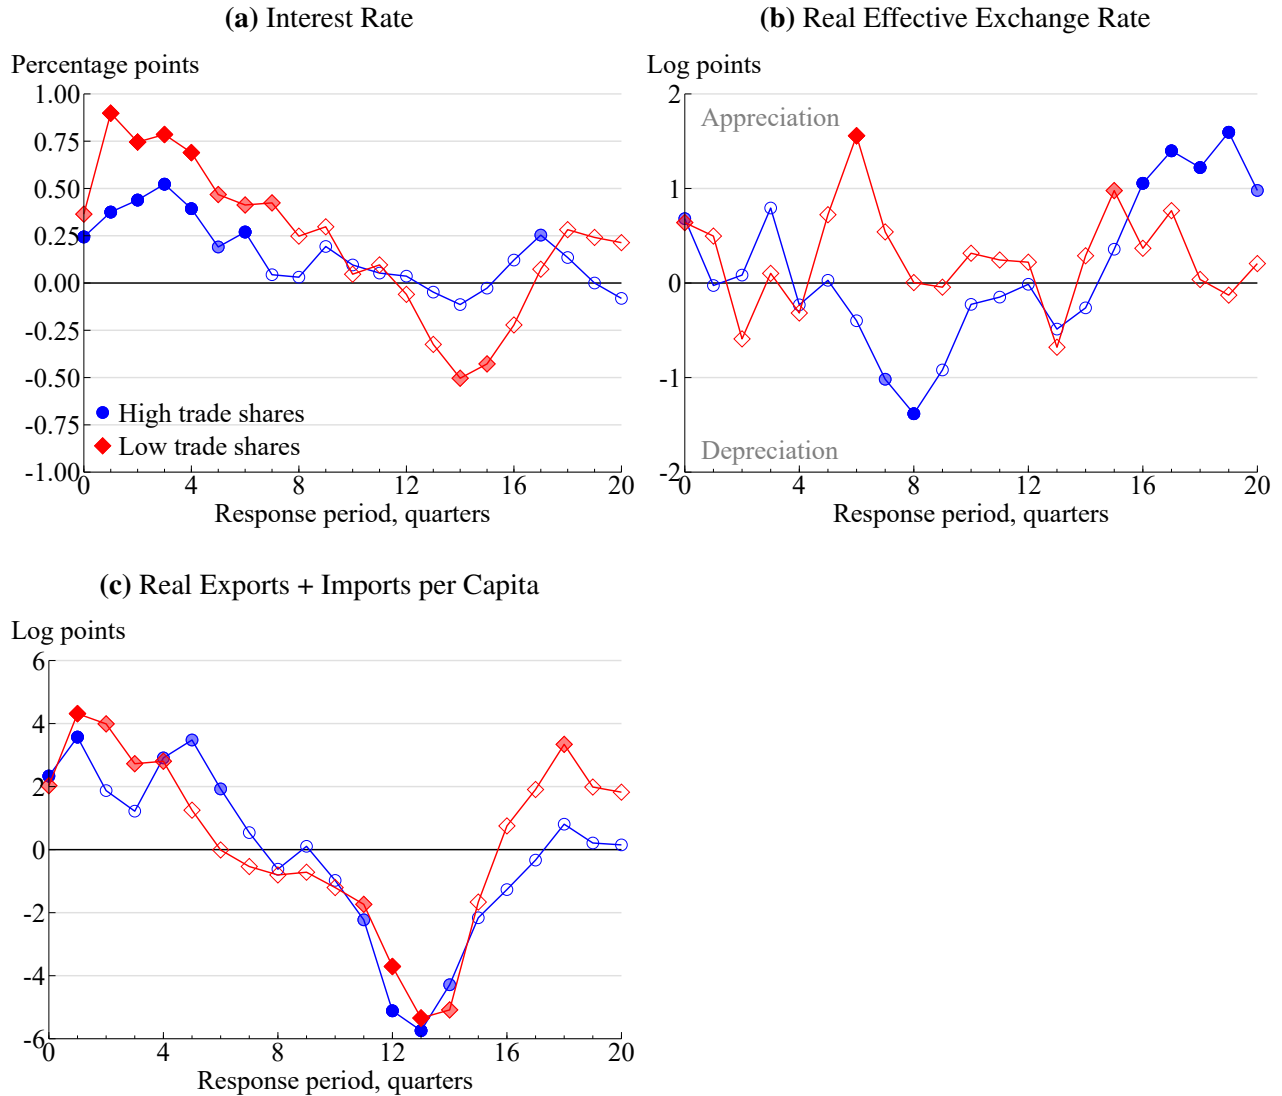 (a) Interest Rate
Percentage points
1.00
0.75
0.50
0.25
0.00
-0.25
-0.50
-0.75
-1.00
High trade shares
Low trade shares
0 4 8 12 16 20
Response period, quarters
(b) Real Effective Exchange Rate
Log points
2
1
0
-1
-2
Appreciation
Depreciation
0 4 8 12 16 20
Response period, quarters
(c) Real Exports + Imports per Capita
Log points
6
4
2
0
-2
-4
-6
0 4 8 12 16 20
Response period, quarters